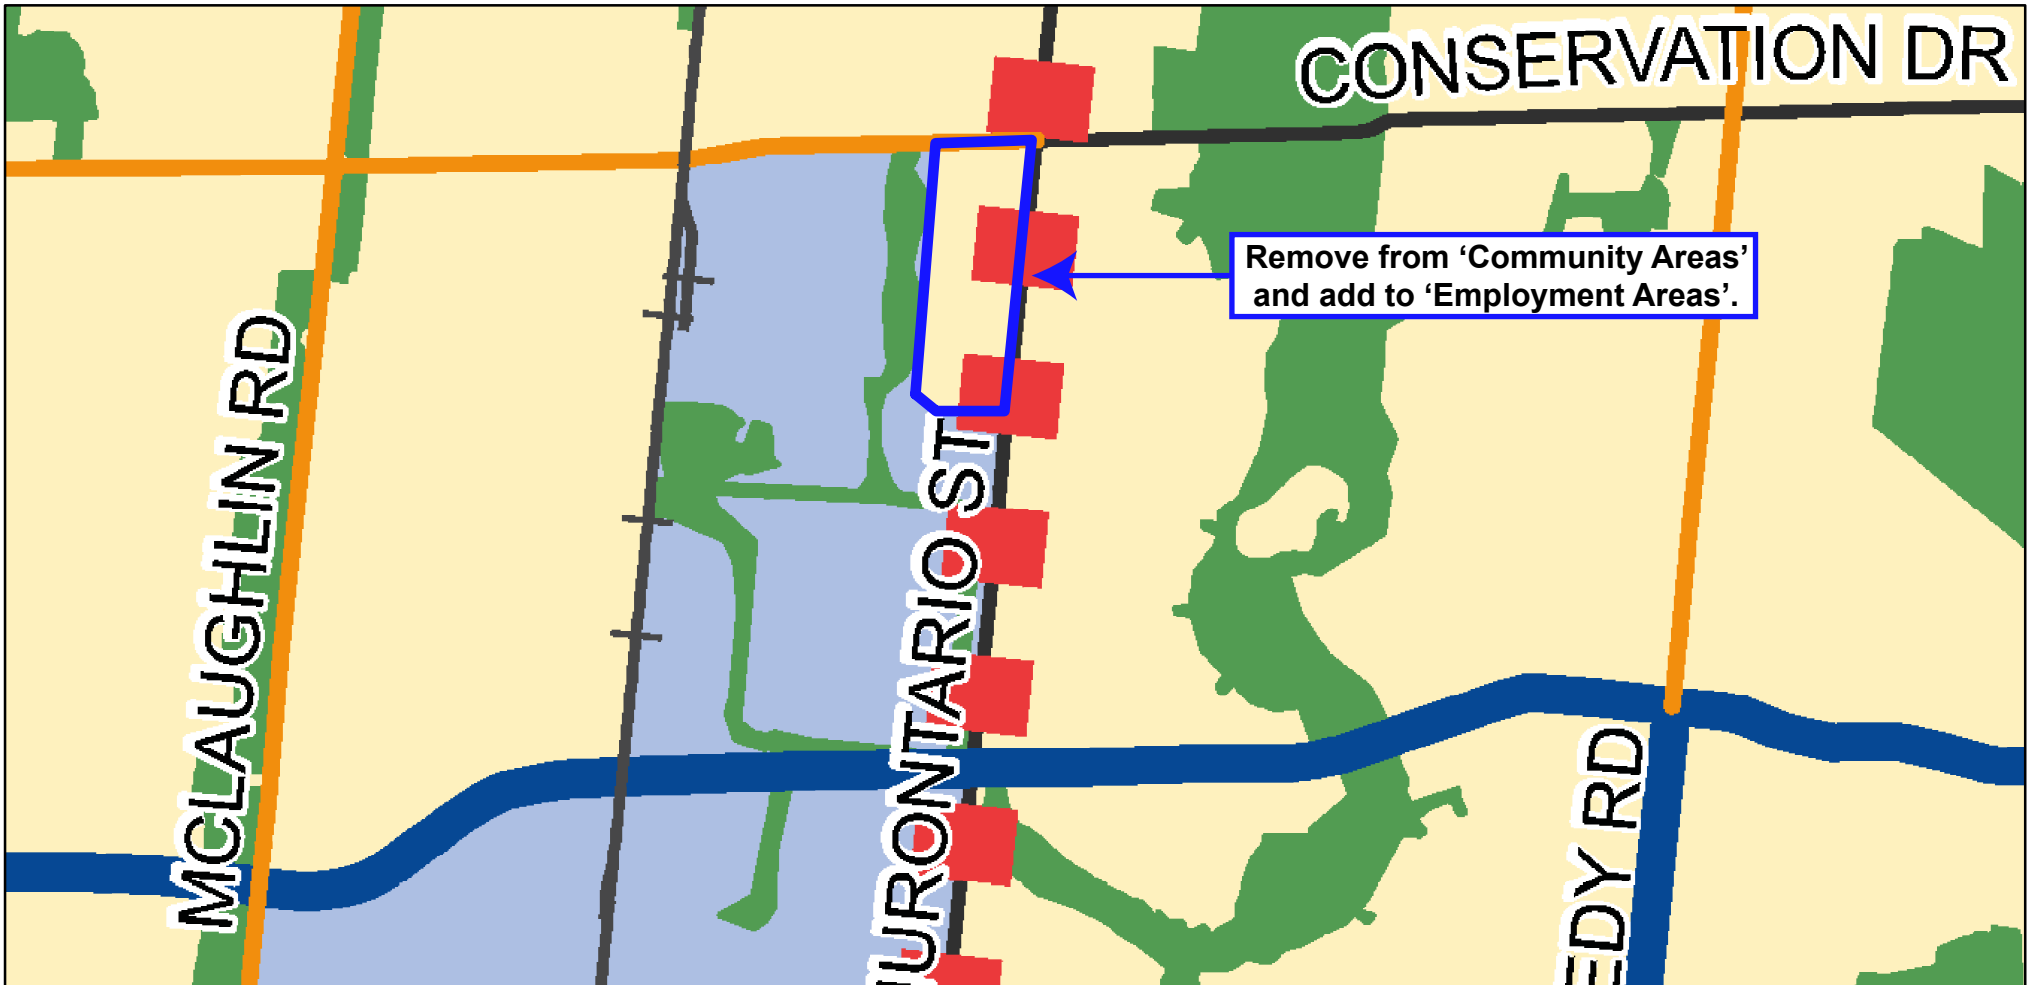 CONSERVATION DR
Remove from ‘Community Areas’
and add to ‘Employment Areas’.
MCLAUGHLIN RD
URONTARIO ST
EDY RD